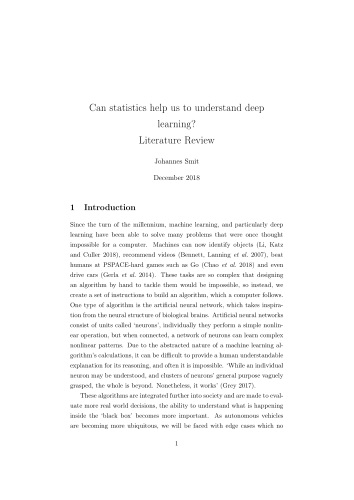 Can statistics help us to understand deep
learning?
Literature Review
Johannes Smit
December 2018
1 Introduction
Since the turn of the millennium, machine learning, and particularly deep
learning have been able to solve many problems that were once thought
impossible for a computer. Machines can now identify objects (Li, Katz
and Culler 2018), recommend videos (Bennett, Lanning et al. 2007), beat
humans at PSPACE-hard games such as Go (Chao et al. 2018) and even
drive cars (Gerla et al. 2014). These tasks are so complex that designing
an algorithm by hand to tackle them would be impossible, so instead, we
create a set of instructions to build an algorithm, which a computer follows.
One type of algorithm is the artificial neural network, which takes inspira-
tion from the neural structure of biological brains. Artificial neural networks
consist of units called ‘neurons’, individually they perform a simple nonlin-
ear operation, but when connected, a network of neurons can learn complex
nonlinear patterns. Due to the abstracted nature of a machine learning al-
gorithm’s calculations, it can be difficult to provide a human understandable
explanation for its reasoning, and often it is impossible. ‘While an individual
neuron may be understood, and clusters of neurons’ general purpose vaguely
grasped, the whole is beyond. Nonetheless, it works’ (Grey 2017).
These algorithms are integrated further into society and are made to eval-
uate more real world decisions, the ability to understand what is happening
inside the ‘black box’ becomes more important. As autonomous vehicles
are becoming more ubiquitous, we will be faced with edge cases which no
1